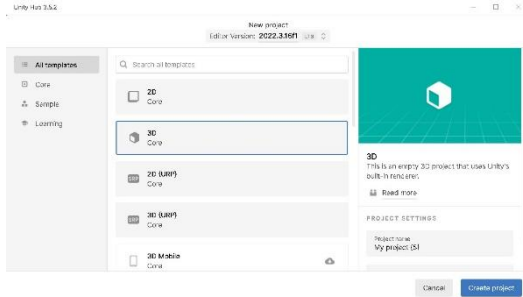 Unity Hub 3.5.2
New project
Editor Version: 2022.3.16f1 LTS
All templates
Core
Sample
Learning
Search all templates
2D
Core
3D
Core
2D (URP)
Core
3D (URP)
Core
3D Mobile
Core
3D
This is an empty 3D project that uses Unity's
built-in renderer.
Read more
PROJECT SETTINGS
Project name
My project (5)
Cancel
Create project